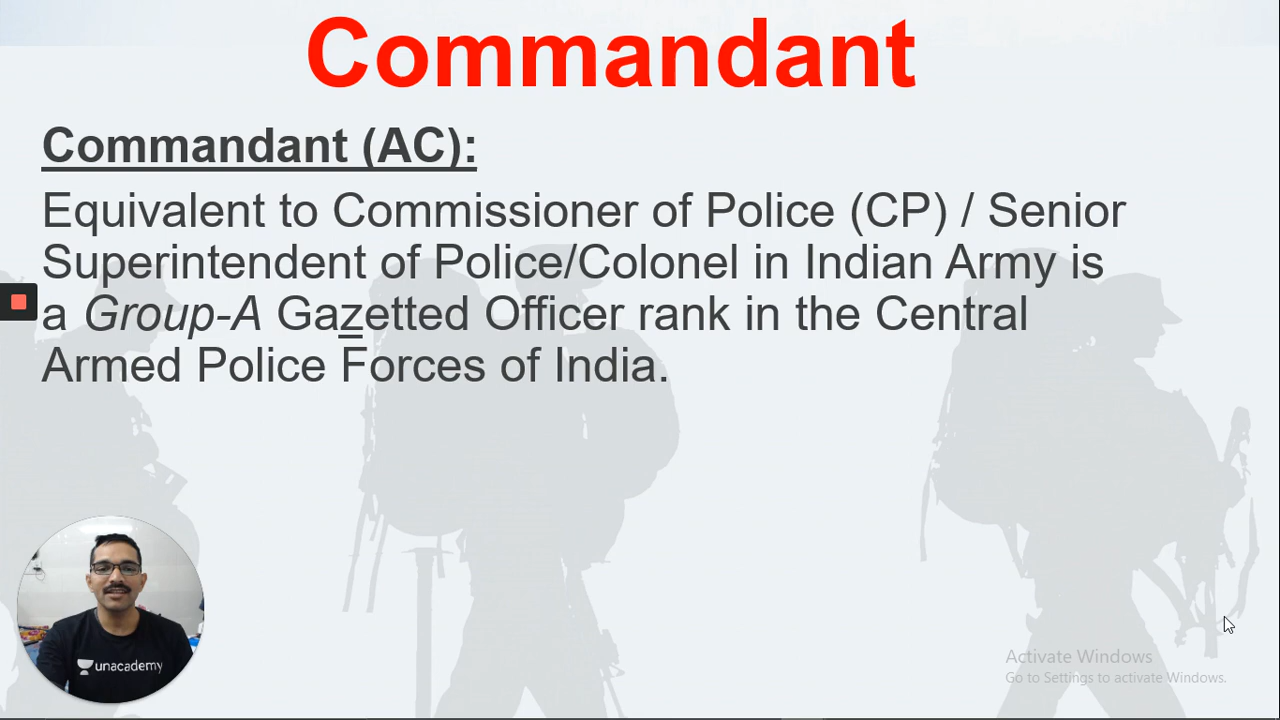 Commandant
Commandant (AC):
Equivalent to Commissioner of Police (CP) / Senior
Superintendent of Police/Colonel in Indian Army is
a Group-A Gazetted Officer rank in the Central
Armed Police Forces of India.
unacademy
Activate Windows
Go to Settings to activate Windows.